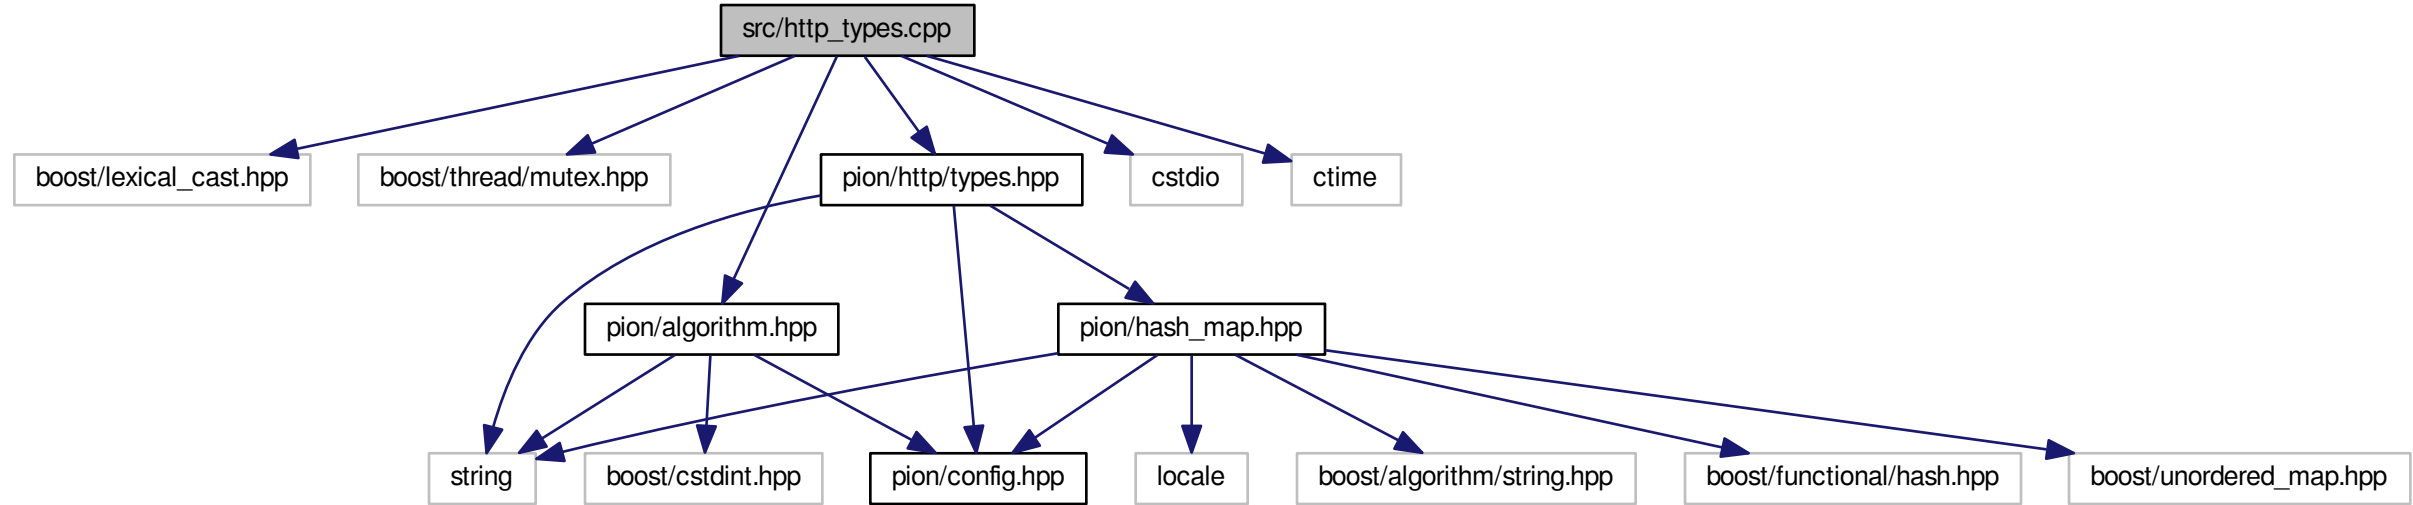 src/http_types.cpp
boost/lexical_cast.hpp
boost/thread/mutex.hpp
pion/http/types.hpp
cstdio
ctime
pion/algorithm.hpp
pion/hash_map.hpp
string
boost/cstdint.hpp
pion/config.hpp
locale
boost/algorithm/string.hpp
boost/functional/hash.hpp
boost/unordered_map.hpp